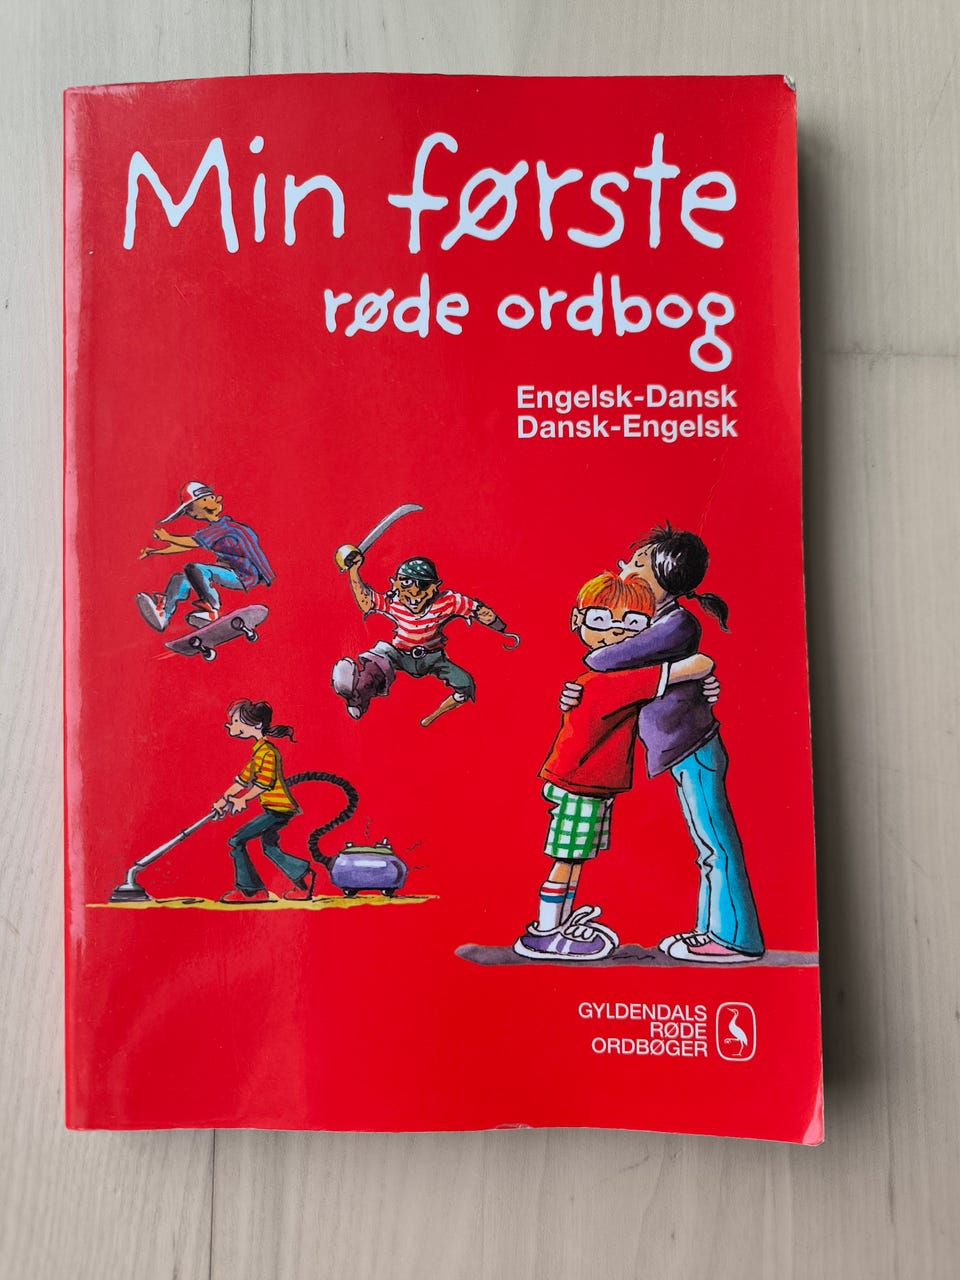 Min første
røde ordbog
Engelsk-Dansk
Dansk-Engelsk
GYLDENDALS
RØDE
ORDBØGER